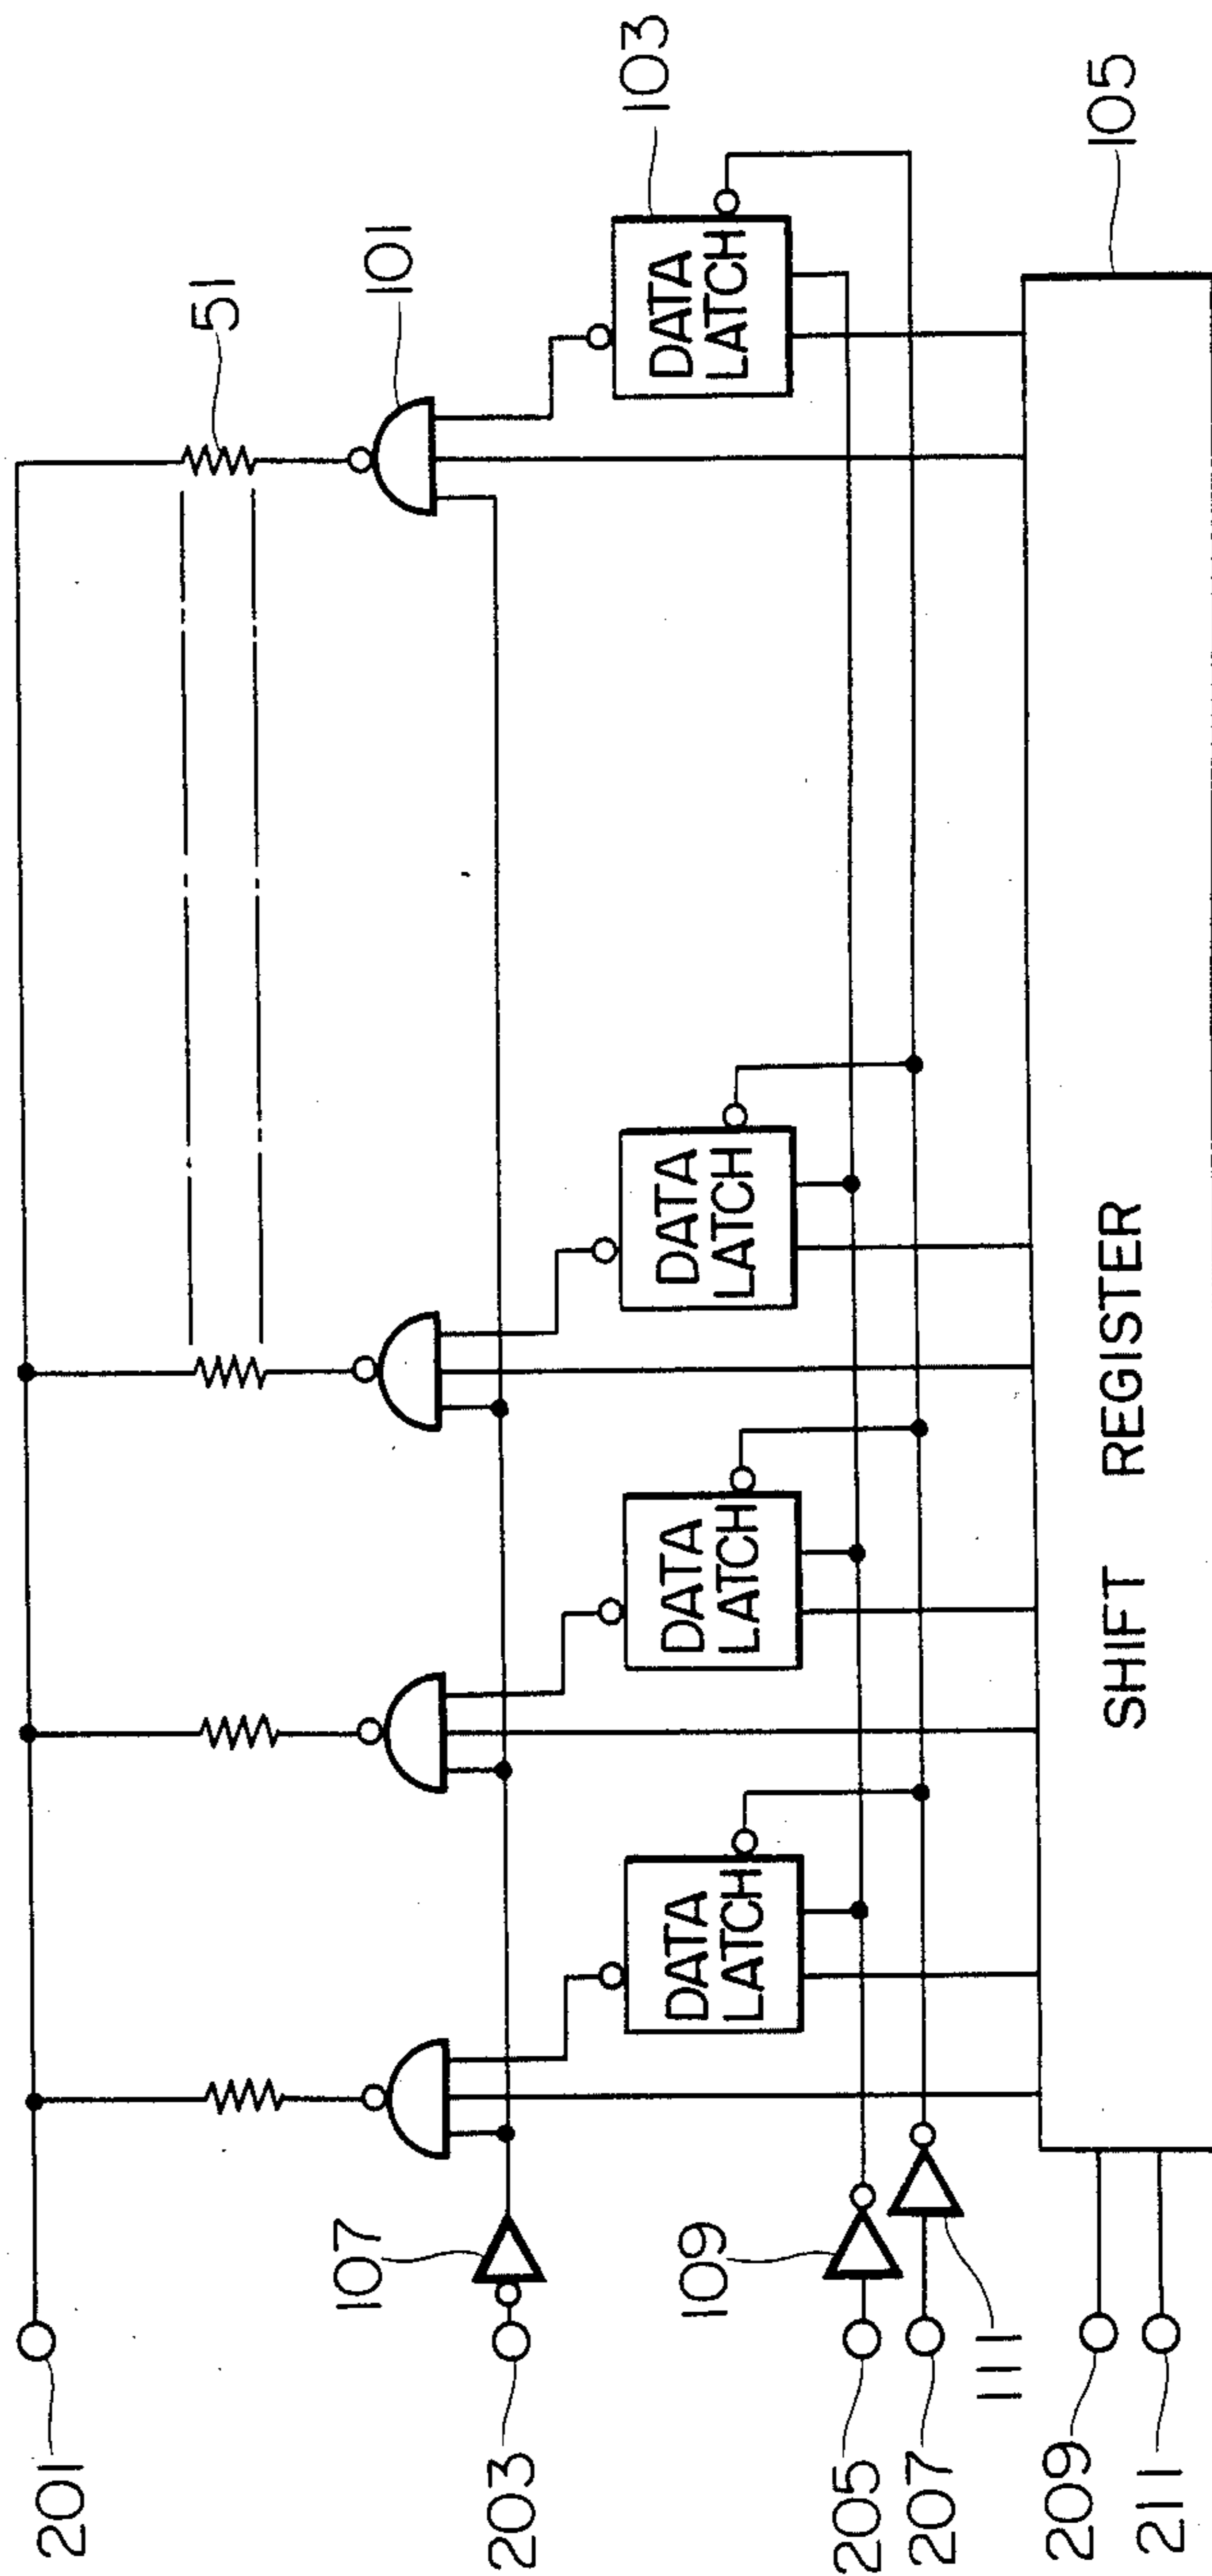 201
51
107
101
203
103
DATA
LATCH
DATA
LATCH
DATA
LATCH
DATA
LATCH
109
205
207
111
209
SHIFT REGISTER
105
211